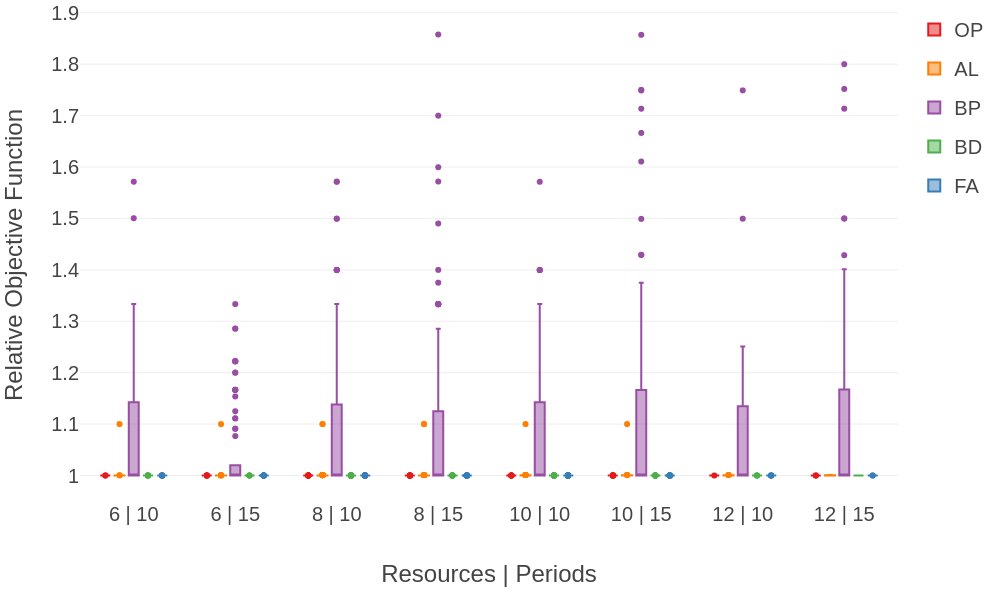 Relative Objective Function
1.9
1.8
1.7
1.6
1.5
1.4
1.3
1.2
1.1
1
6 | 10
6 | 15
8 | 10
8 | 15
10 | 10
10 | 15
12 | 10
12 | 15
Resources | Periods
OP
AL
BP
BD
FA